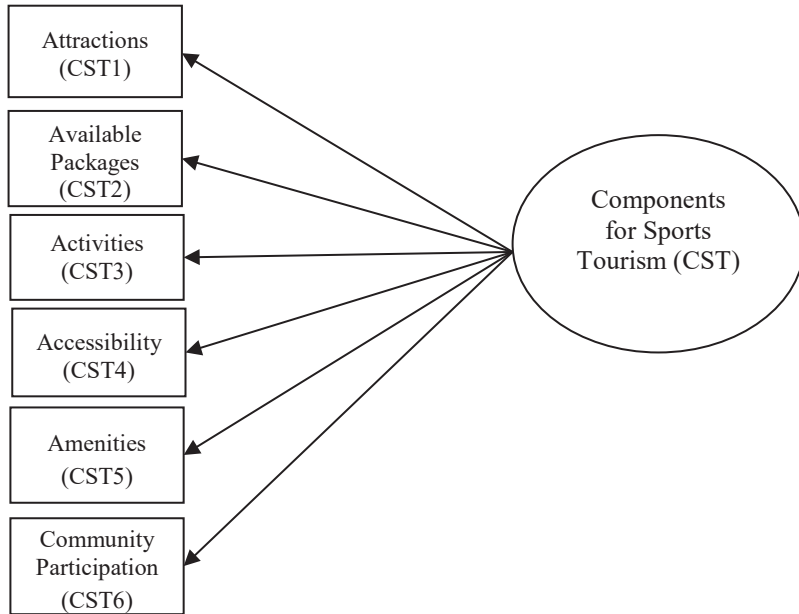 Attractions
(CST1)
Available
Packages
(CST2)
Activities
(CST3)
Accessibility
(CST4)
Amenities
(CST5)
Community
Participation
(CST6)
Components
for Sports
Tourism (CST)